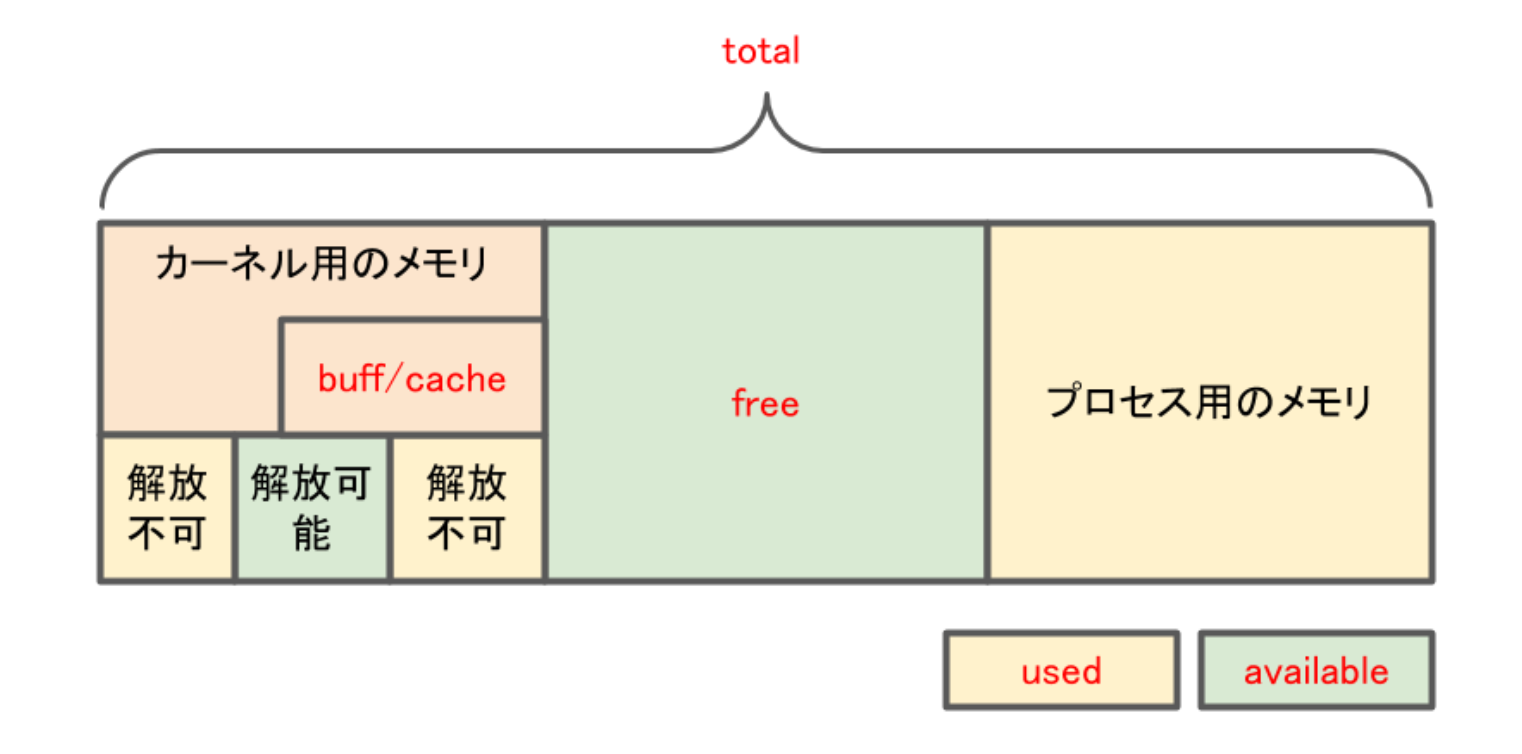 total
カーネル用のメモリ
buff/cache
free
プロセス用のメモリ
解放
不可
解放可
能
解放
不可
used
available